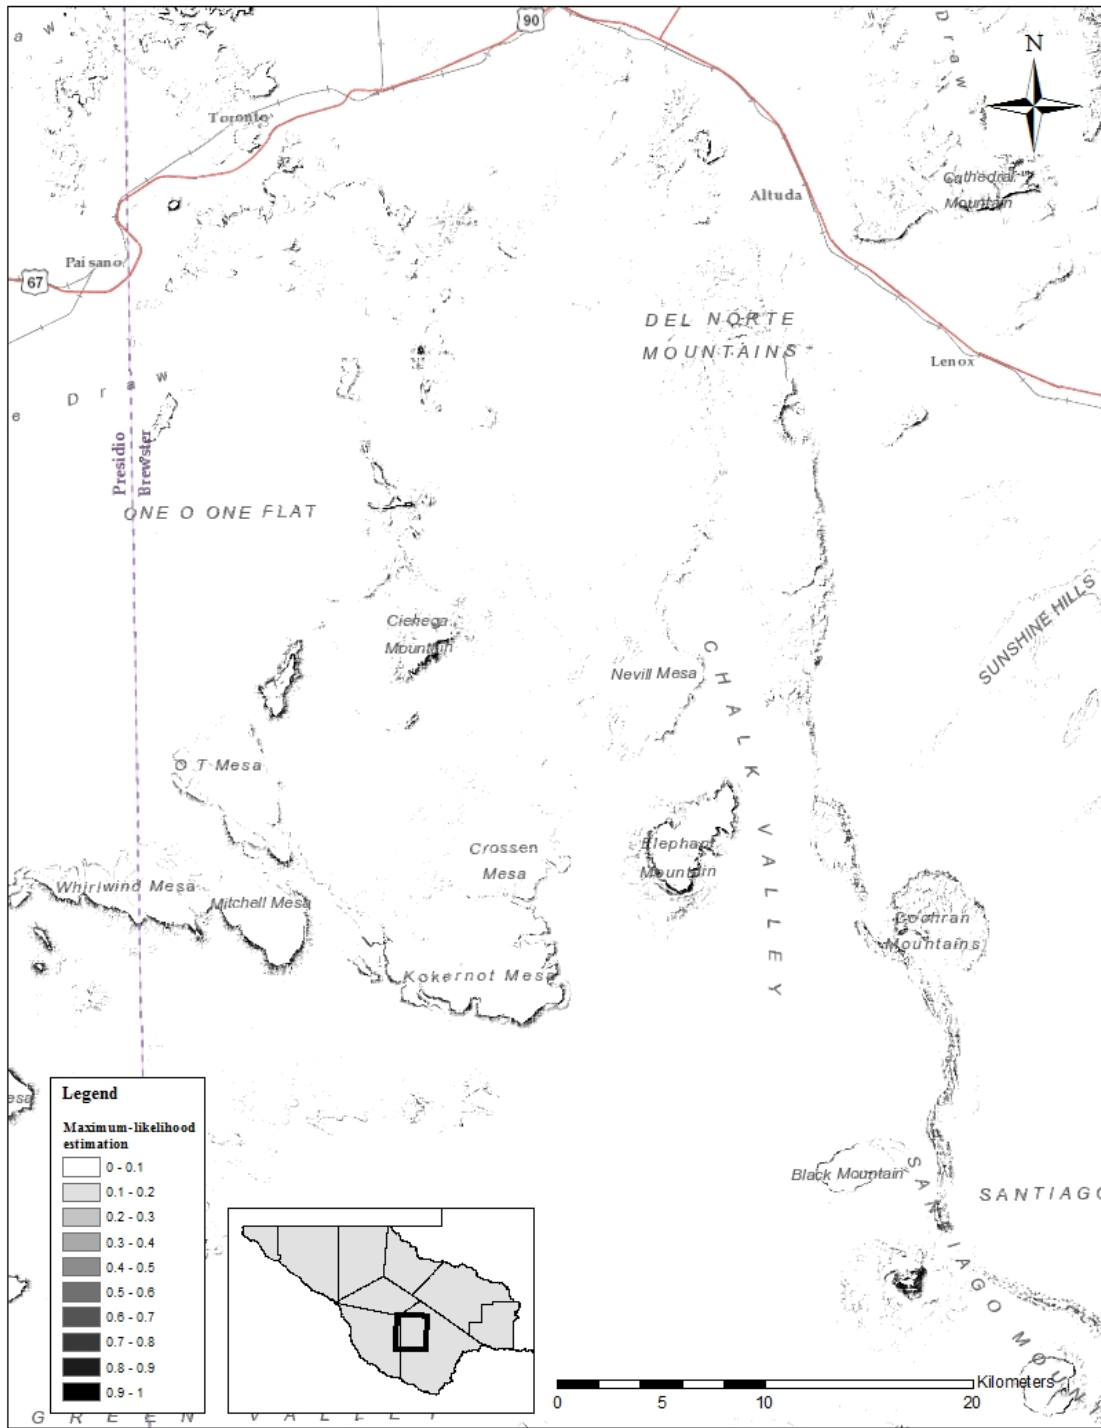 a w
90
D r a w
N
Toronto
Cathedral
Mountain
Altuda
Paisano
67
DEL NORTE
MOUNTAINS
Lenox
D r a w
e
Presidio
Brewster
ONE O ONE FLAT
SUNSHINE HILLS
Cienega
Mountain
Nevill Mesa
CHALK VALLEY
O T Mesa
Crossen
Mesa
Elephant
Mountain
Whirlwind Mesa
Mitchell Mesa
Cochran
Mountains
Kokernot Mesa
esa
Legend
Maximum-likelihood
estimation
0 - 0.1
0.1 - 0.2
0.2 - 0.3
0.3 - 0.4
0.4 - 0.5
0.5 - 0.6
0.6 - 0.7
0.7 - 0.8
0.8 - 0.9
0.9 - 1
Black Mountain
SANTIAGO
SANTIAGO MOUNT
Kilometers
0 5 10 20
GREEN VALLEY